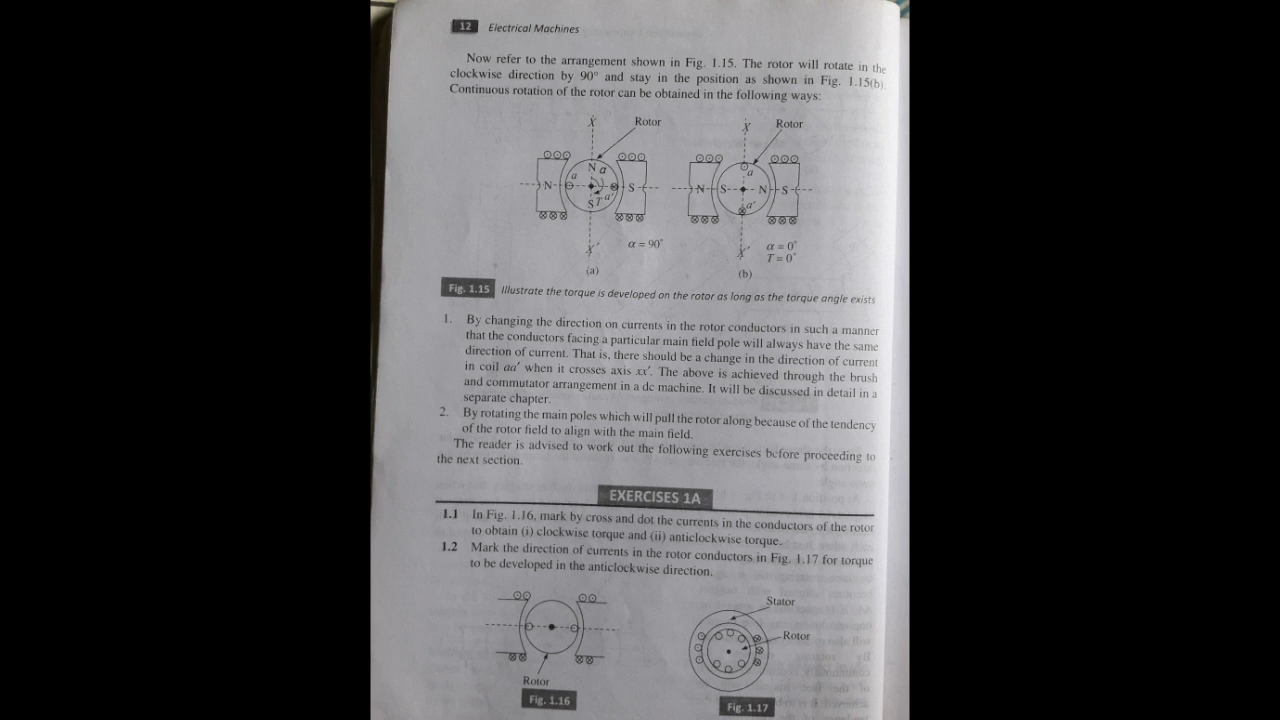 12 Electrical Machines
Now refer to the arrangement shown in Fig. 1.15. The rotor will rotate in the
clockwise direction by 90° and stay in the position as shown in Fig. 1.15(b).
Continuous rotation of the rotor can be obtained in the following ways:
X Rotor X Rotor
N a a
a
N S N S N S
S T a' a'
X' α = 90° X' α = 0°
T = 0°
(a) (b)
Fig. 1.15 Illustrate the torque is developed on the rotor as long as the torque angle exists
1. By changing the direction on currents in the rotor conductors in such a manner
that the conductors facing a particular main field pole will always have the same
direction of current. That is, there should be a change in the direction of current
in coil aa' when it crosses axis xx'. The above is achieved through the brush
and commutator arrangement in a dc machine. It will be discussed in detail in a
separate chapter.
2. By rotating the main poles which will pull the rotor along because of the tendency
of the rotor field to align with the main field.
The reader is advised to work out the following exercises before proceeding to
the next section.
EXERCISES 1A
1.1 In Fig. 1.16, mark by cross and dot the currents in the conductors of the rotor
to obtain (i) clockwise torque and (ii) anticlockwise torque.
1.2 Mark the direction of currents in the rotor conductors in Fig. 1.17 for torque
to be developed in the anticlockwise direction.
Stator
Rotor
Rotor
Fig. 1.16 Fig. 1.17